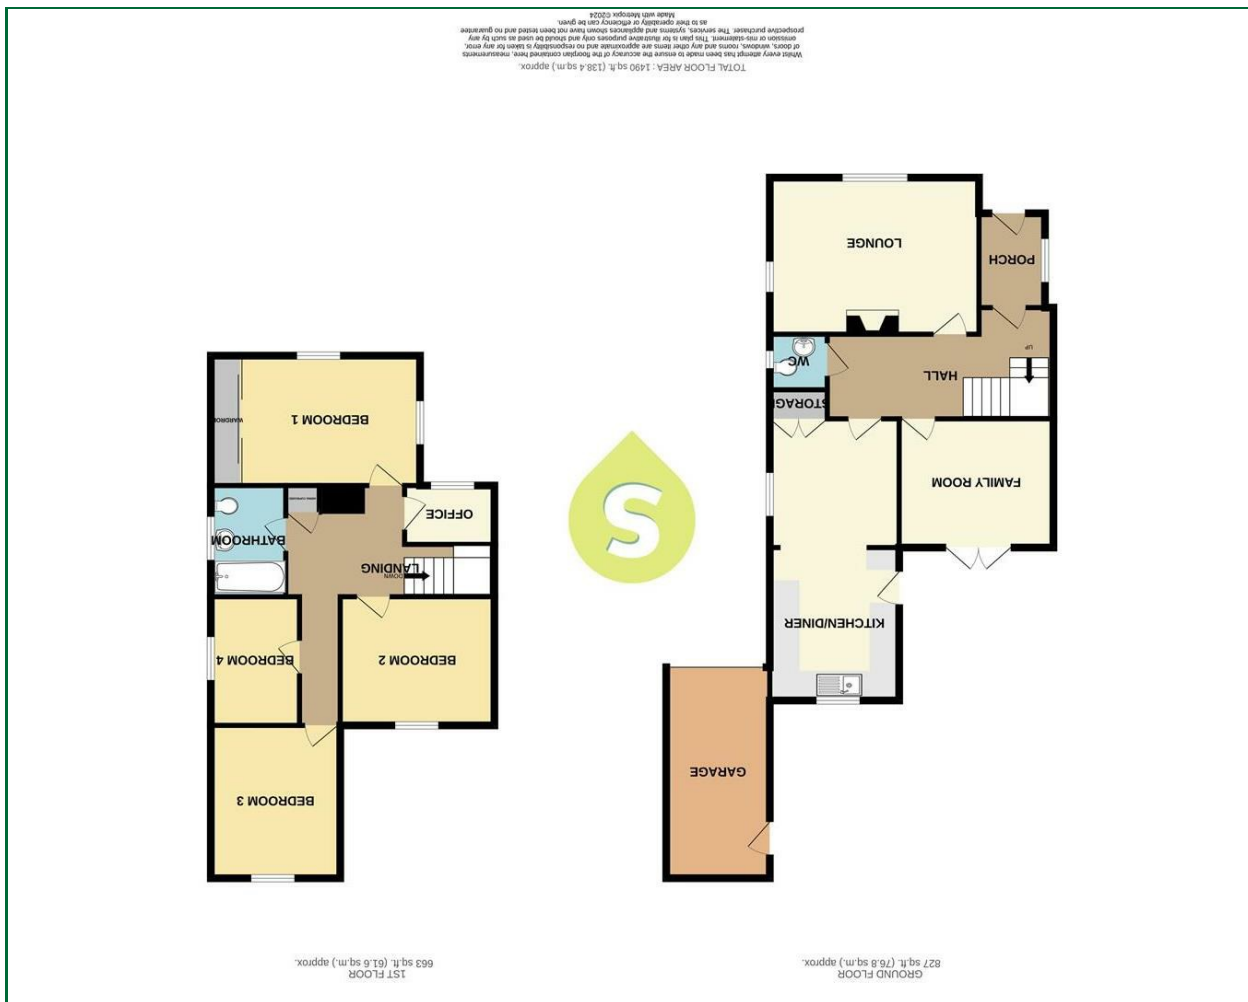 GROUND FLOOR
827 sq.ft. (76.8 sq.m.) approx.
1ST FLOOR
663 sq.ft. (61.6 sq.m.) approx.
GARAGE
KITCHEN/DINER
FAMILY ROOM
STORAGE
HALL
UP
WC
PORCH
LOUNGE
S
BEDROOM 3
BEDROOM 2
BEDROOM 4
LANDING
DOWN
BATHROOM
OFFICE
BEDROOM 1
TOTAL FLOOR AREA : 1490 sq.ft. (138.4 sq.m.) approx.
Whilst every attempt has been made to ensure the accuracy of the floorplan contained here, measurements
of doors, windows, rooms and any other items are approximate and no responsibility is taken for any error,
omission or mis-statement. This plan is for illustrative purposes only and should be used as such by any
prospective purchaser. The services, systems and appliances shown have not been tested and no guarantee
as to their operability or efficiency can be given.
Made with Metropix ©2024